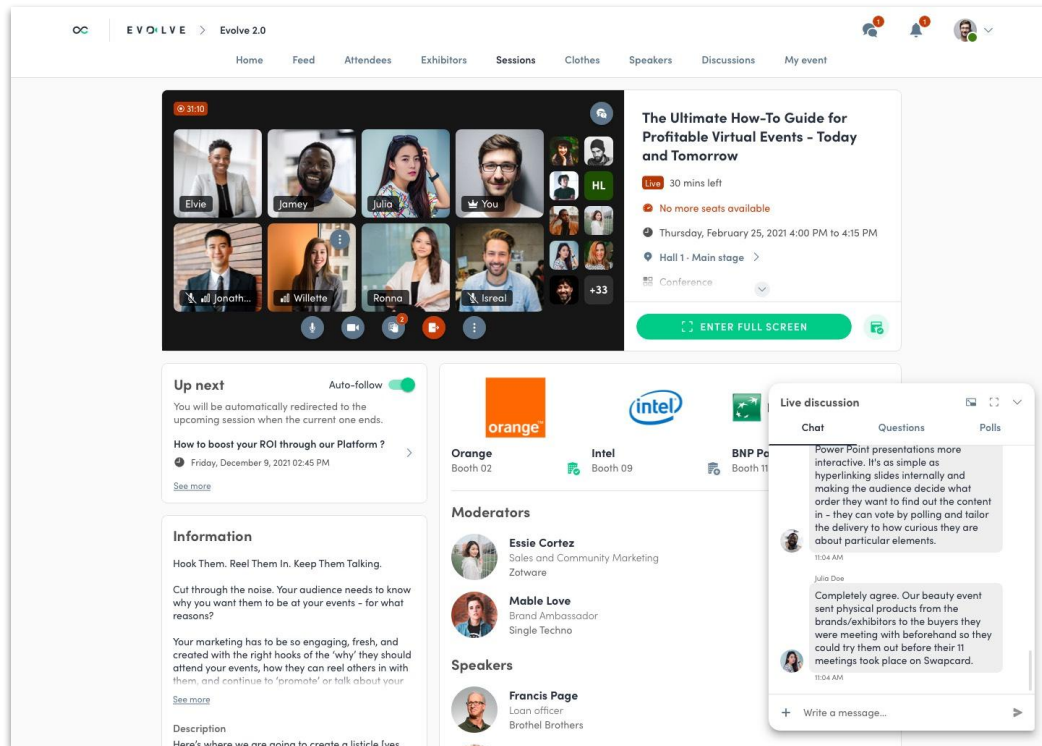 EVOLVE > Evolve 2.0
1
1
Home Feed Attendees Exhibitors Sessions Clothes Speakers Discussions My event
31:10
Elvie
Jamey
Julia
You
HL
Jonath...
Willette
Ronna
Isreal
+33
2
The Ultimate How-To Guide for
Profitable Virtual Events - Today
and Tomorrow
Live 30 mins left
No more seats available
Thursday, February 25, 2021 4:00 PM to 4:15 PM
Hall 1 · Main stage >
Conference
ENTER FULL SCREEN
Up next Auto-follow
You will be automatically redirected to the
upcoming session when the current one ends.
How to boost your ROI through our Platform ?
Friday, December 9, 2021 02:45 PM
See more
Information
Hook Them. Reel Them In. Keep Them Talking.
Cut through the noise. Your audience needs to know
why you want them to be at your events - for what
reasons?
Your marketing has to be so engaging, fresh, and
created with the right hooks of the ‘why’ they should
attend your events, how they can reel others in with
them, and continue to ‘promote’ or talk about your
See more
Description
Here's where we are going to create a listicle [yes
orange™
Orange
Booth 02
intel
Intel
Booth 09
BNP Pa
Booth 11
Moderators
Essie Cortez
Sales and Community Marketing
Zotware
Mable Love
Brand Ambassador
Single Techno
Speakers
Francis Page
Loan officer
Brothel Brothers
Live discussion
Chat Questions Polls
Power Point presentations more
interactive. It's as simple as
hyperlinking slides internally and
making the audience decide what
order they want to find out the content
in - they can vote by polling and tailor
the delivery to how curious they are
about particular elements.
11:04 AM
Julia Doe
Completely agree. Our beauty event
sent physical products from the
brands/exhibitors to the buyers they
were meeting with beforehand so they
could try them out before their 11
meetings took place on Swapcard.
11:04 AM
+ Write a message...